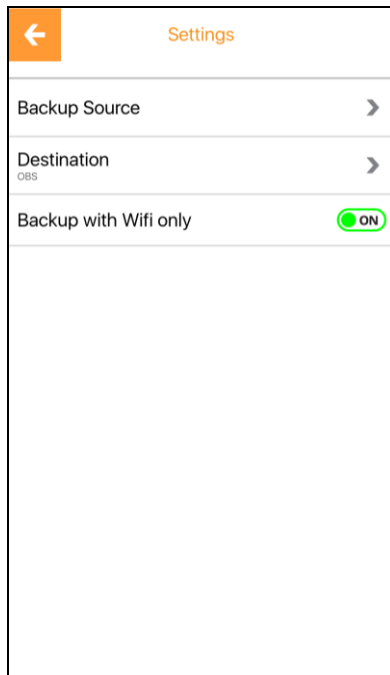 Settings
Backup Source
Destination
OBS
Backup with Wifi only
ON